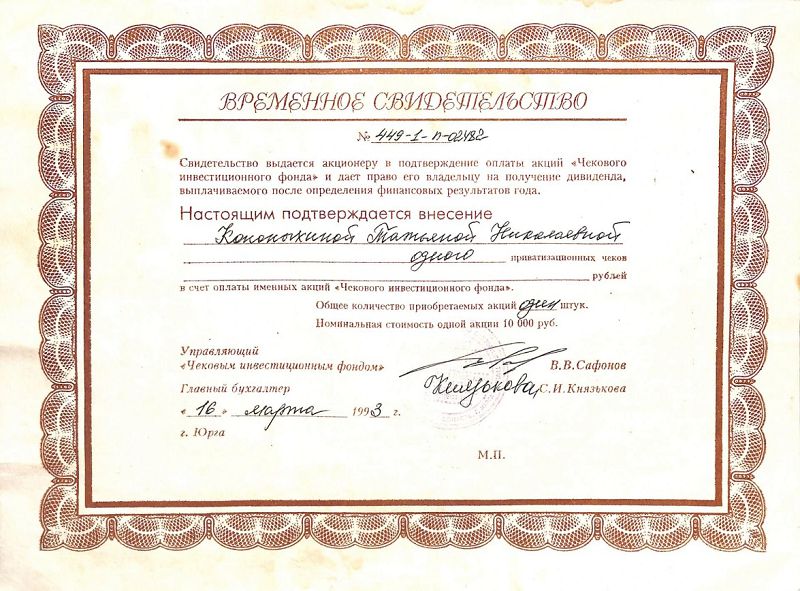 ВРЕМЕННОЕ СВИДЕТЕЛЬСТВО
№ 449-1-п-02482
Свидетельство выдается акционеру в подтверждение оплаты акций «Чекового
инвестиционного фонда» и дает право его владельцу на получение дивиденда,
выплачиваемого после определения финансовых результатов года.
Настоящим подтверждается внесение
Кононыхиной Татьяной Николаевной
одного приватизационных чеков
рублей
в счет оплаты именных акций «Чекового инвестиционного фонда».
Общее количество приобретаемых акций один штук.
Номинальная стоимость одной акции 10 000 руб.
Управляющий
«Чековым инвестиционным фондом» В.В.Сафонов
Главный бухгалтер Князькова С.И.Князькова
« 16 » марта 1993 г.
г. Юрга
М.П.